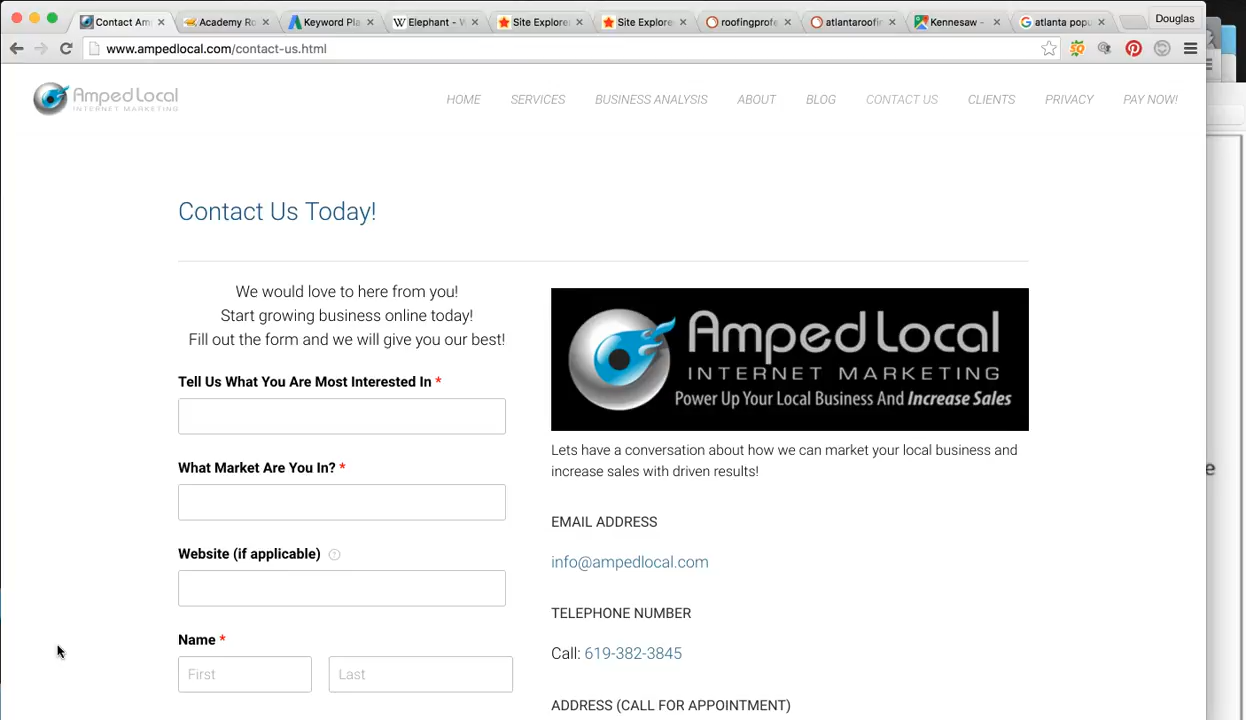 Contact Am
Academy Ro
Keyword Pla
Elephant - W
Site Explorer
Site Explore
roofingprofe
atlantaroofin
Kennesaw -
atlanta popu
Douglas
www.ampedlocal.com/contact-us.html
Amped Local
INTERNET MARKETING
HOME
SERVICES
BUSINESS ANALYSIS
ABOUT
BLOG
CONTACT US
CLIENTS
PRIVACY
PAY NOW!
Contact Us Today!
We would love to here from you!
Start growing business online today!
Fill out the form and we will give you our best!
Tell Us What You Are Most Interested In *
What Market Are You In? *
Website (if applicable) ?
Name *
First
Last
Amped Local
INTERNET MARKETING
Power Up Your Local Business And Increase Sales
Lets have a conversation about how we can market your local business and
increase sales with driven results!
EMAIL ADDRESS
info@ampedlocal.com
TELEPHONE NUMBER
Call: 619-382-3845
ADDRESS (CALL FOR APPOINTMENT)
e